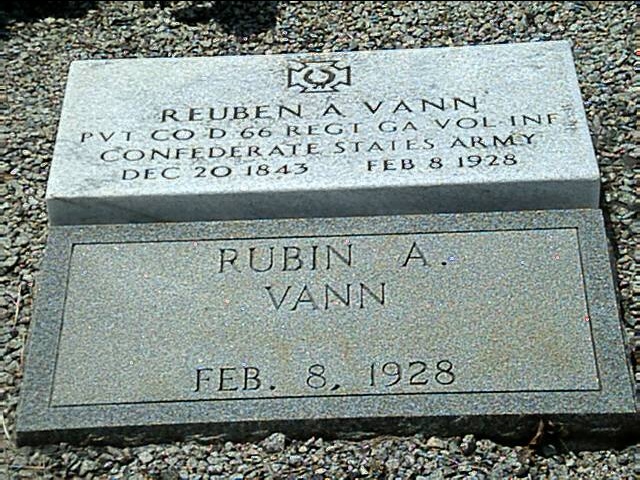 REUBEN A VANN
PVT CO D 66 REGT GA VOL INF
CONFEDERATE STATES ARMY
DEC 20 1843 FEB 8 1928
RUBIN A.
VANN
FEB. 8, 1928